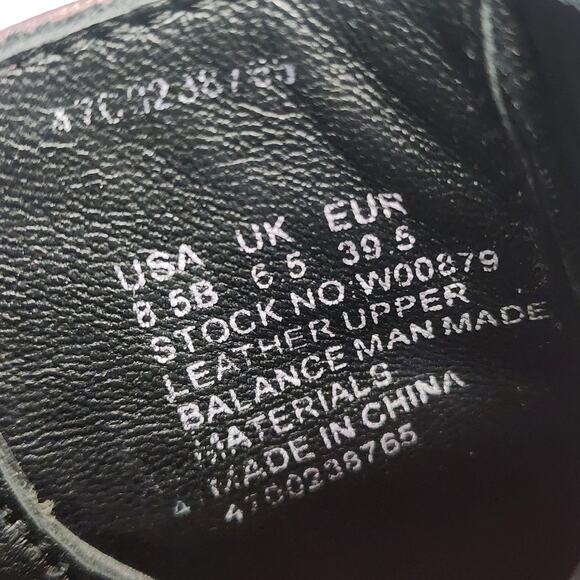 USA UK EUR
8 5B 6 5 39 5
STOCK NO: W00879
LEATHER UPPER
BALANCE MAN MADE
MATERIALS
4 MADE IN CHINA
4700238765